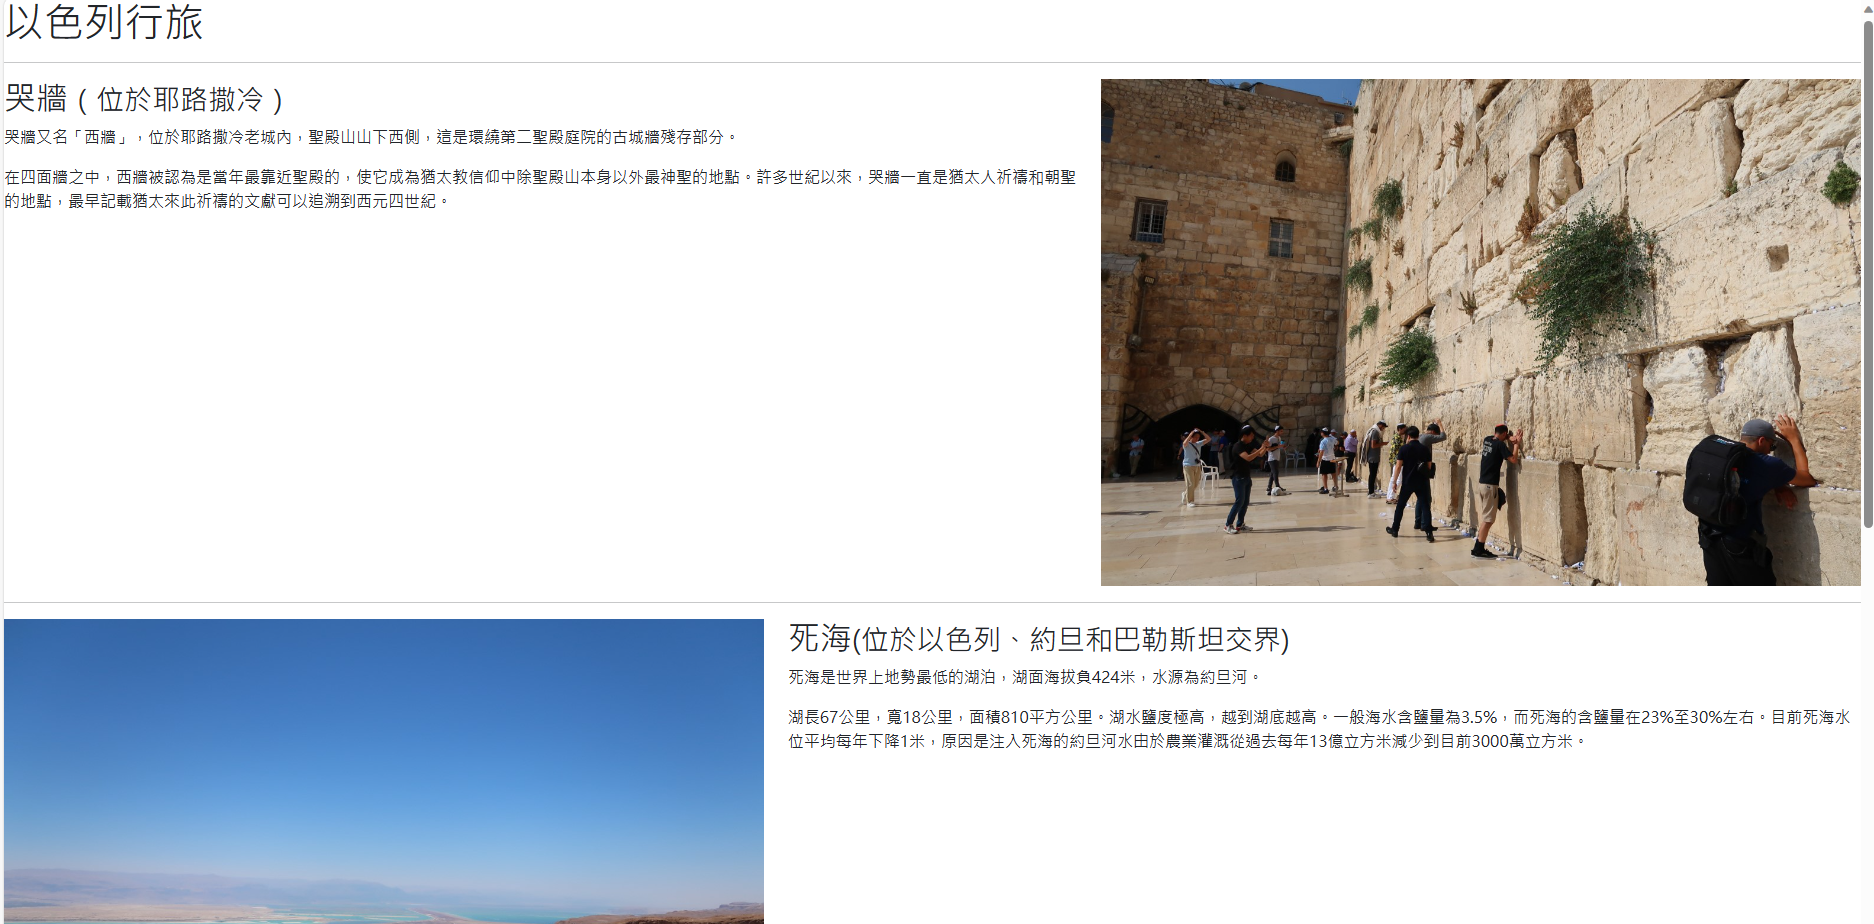 以色列行旅
哭牆（位於耶路撒冷）
哭牆又名「西牆」，位於耶路撒冷老城內，聖殿山山下西側，這是環繞第二聖殿庭院的古城牆殘存部分。
在四面牆之中，西牆被認為是當年最靠近聖殿的，使它成為猶太教信仰中除聖殿山本身以外最神聖的地點。許多世紀以來，哭牆一直是猶太人祈禱和朝聖
的地點，最早記載猶太來此祈禱的文獻可以追溯到西元四世紀。
死海(位於以色列、約旦和巴勒斯坦交界)
死海是世界上地勢最低的湖泊，湖面海拔負424米，水源為約旦河。
湖長67公里，寬18公里，面積810平方公里。湖水鹽度極高，越到湖底越高。一般海水含鹽量為3.5%，而死海的含鹽量在23%至30%左右。目前死海水
位平均每年下降1米，原因是注入死海的約旦河水由於農業灌溉從過去每年13億立方米減少到目前3000萬立方米。